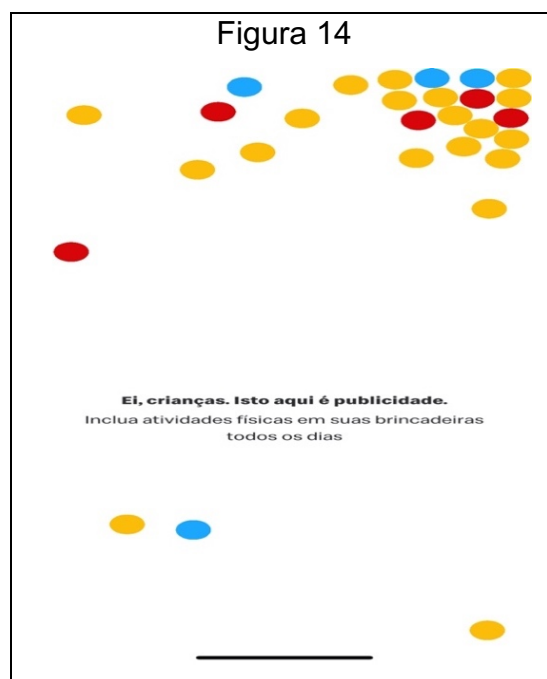 Figura 14
Ei, crianças. Isto aqui é publicidade.
Inclua atividades físicas em suas brincadeiras
todos os dias